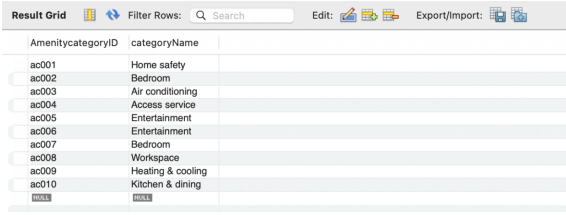 Result Grid Filter Rows: Search Edit: Export/Import:
AmenitycategoryID categoryName
ac001 Home safety
ac002 Bedroom
ac003 Air conditioning
ac004 Access service
ac005 Entertainment
ac006 Entertainment
ac007 Bedroom
ac008 Workspace
ac009 Heating & cooling
ac010 Kitchen & dining
NULL NULL